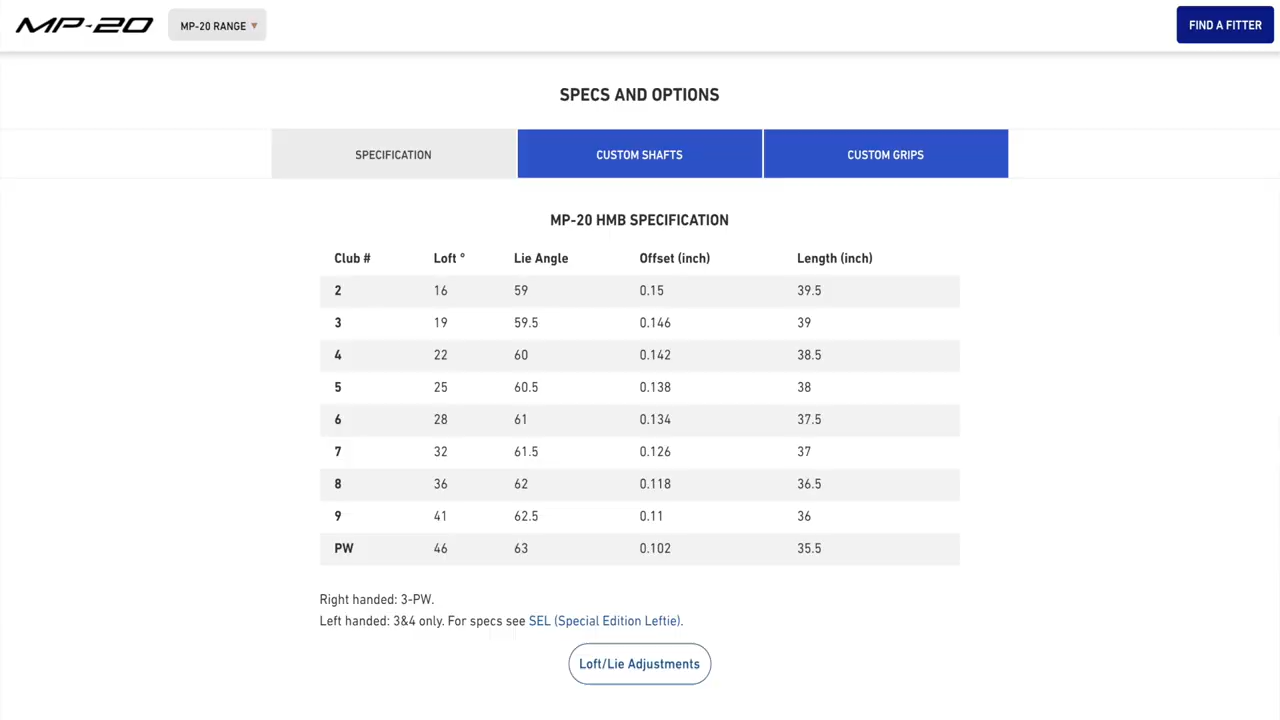 MP-20 MP-20 RANGE ▼ FIND A FITTER
SPECS AND OPTIONS
SPECIFICATION CUSTOM SHAFTS CUSTOM GRIPS
MP-20 HMB SPECIFICATION
Club # Loft ° Lie Angle Offset (inch) Length (inch)
2 16 59 0.15 39.5
3 19 59.5 0.146 39
4 22 60 0.142 38.5
5 25 60.5 0.138 38
6 28 61 0.134 37.5
7 32 61.5 0.126 37
8 36 62 0.118 36.5
9 41 62.5 0.11 36
PW 46 63 0.102 35.5
Right handed: 3-PW.
Left handed: 3&4 only. For specs see SEL (Special Edition Leftie).
Loft/Lie Adjustments